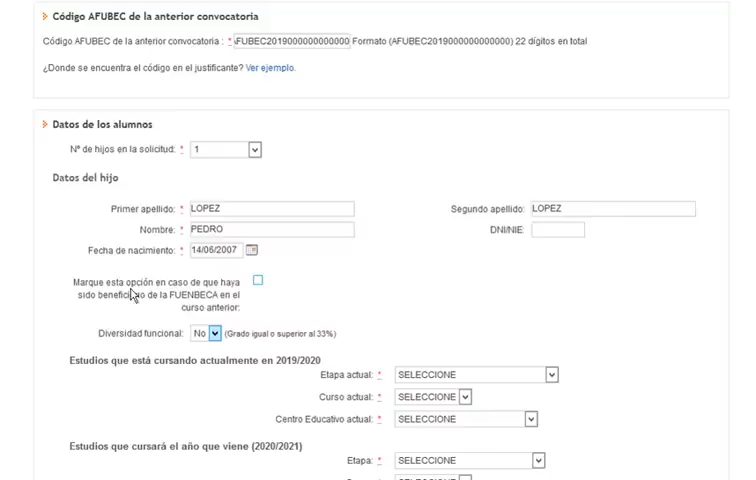 Código AFUBEC de la anterior convocatoria
Código AFUBEC de la anterior convocatoria : * AFUBEC2019000000000000 Formato (AFUBEC2019000000000000) 22 dígitos en total
¿Donde se encuentra el código en el justificante? Ver ejemplo.
Datos de los alumnos
Nº de hijos en la solicitud: * 1
Datos del hijo
Primer apellido: * LOPEZ Segundo apellido: LOPEZ
Nombre: * PEDRO DNI/NIE:
Fecha de nacimiento: * 14/06/2007
Marque esta opción en caso de que haya
sido beneficiario de la FUENBECA en el
curso anterior:
Diversidad funcional: No (Grado igual o superior al 33%)
Estudios que está cursando actualmente en 2019/2020
Etapa actual: * SELECCIONE
Curso actual: * SELECCIONE
Centro Educativo actual: * SELECCIONE
Estudios que cursará el año que viene (2020/2021)
Etapa: * SELECCIONE